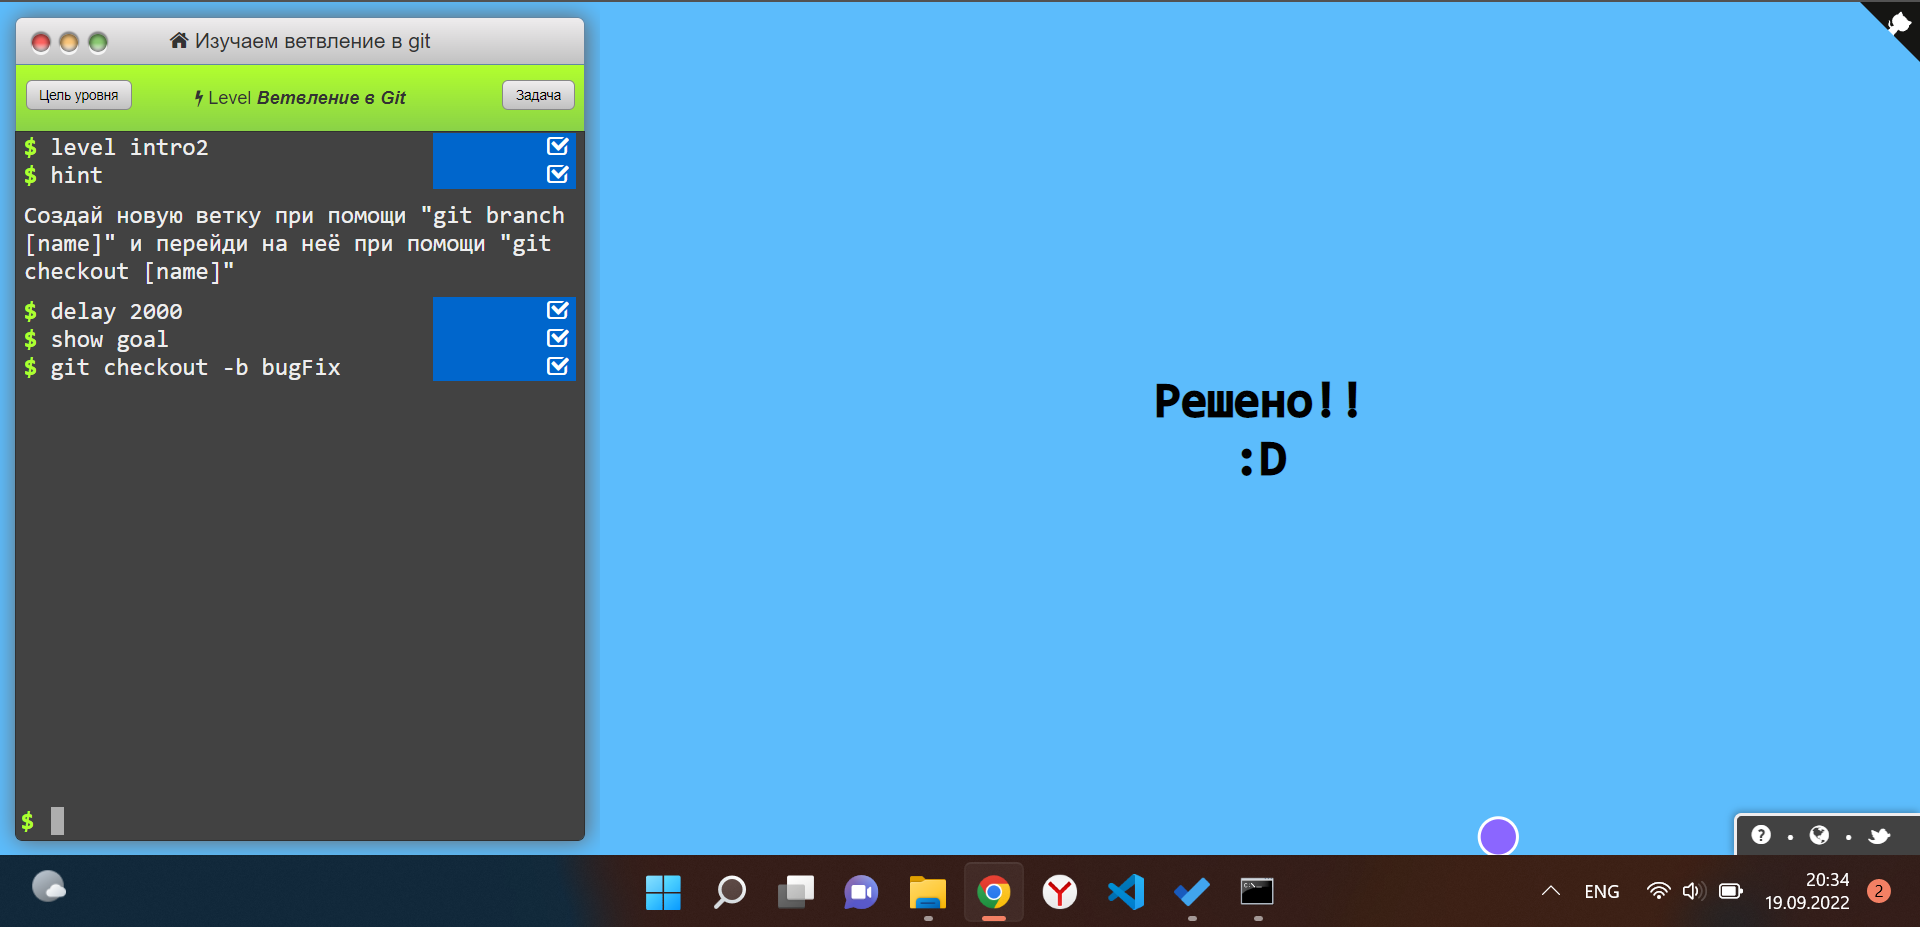 Изучаем ветвление в git
Цель уровня
Level Ветвление в Git
Задача
$ level intro2
$ hint
Создай новую ветку при помощи "git branch
[name]" и перейди на неё при помощи "git
checkout [name]"
$ delay 2000
$ show goal
$ git checkout -b bugFix
$
Решено!!
:D
ENG
20:34
19.09.2022
2